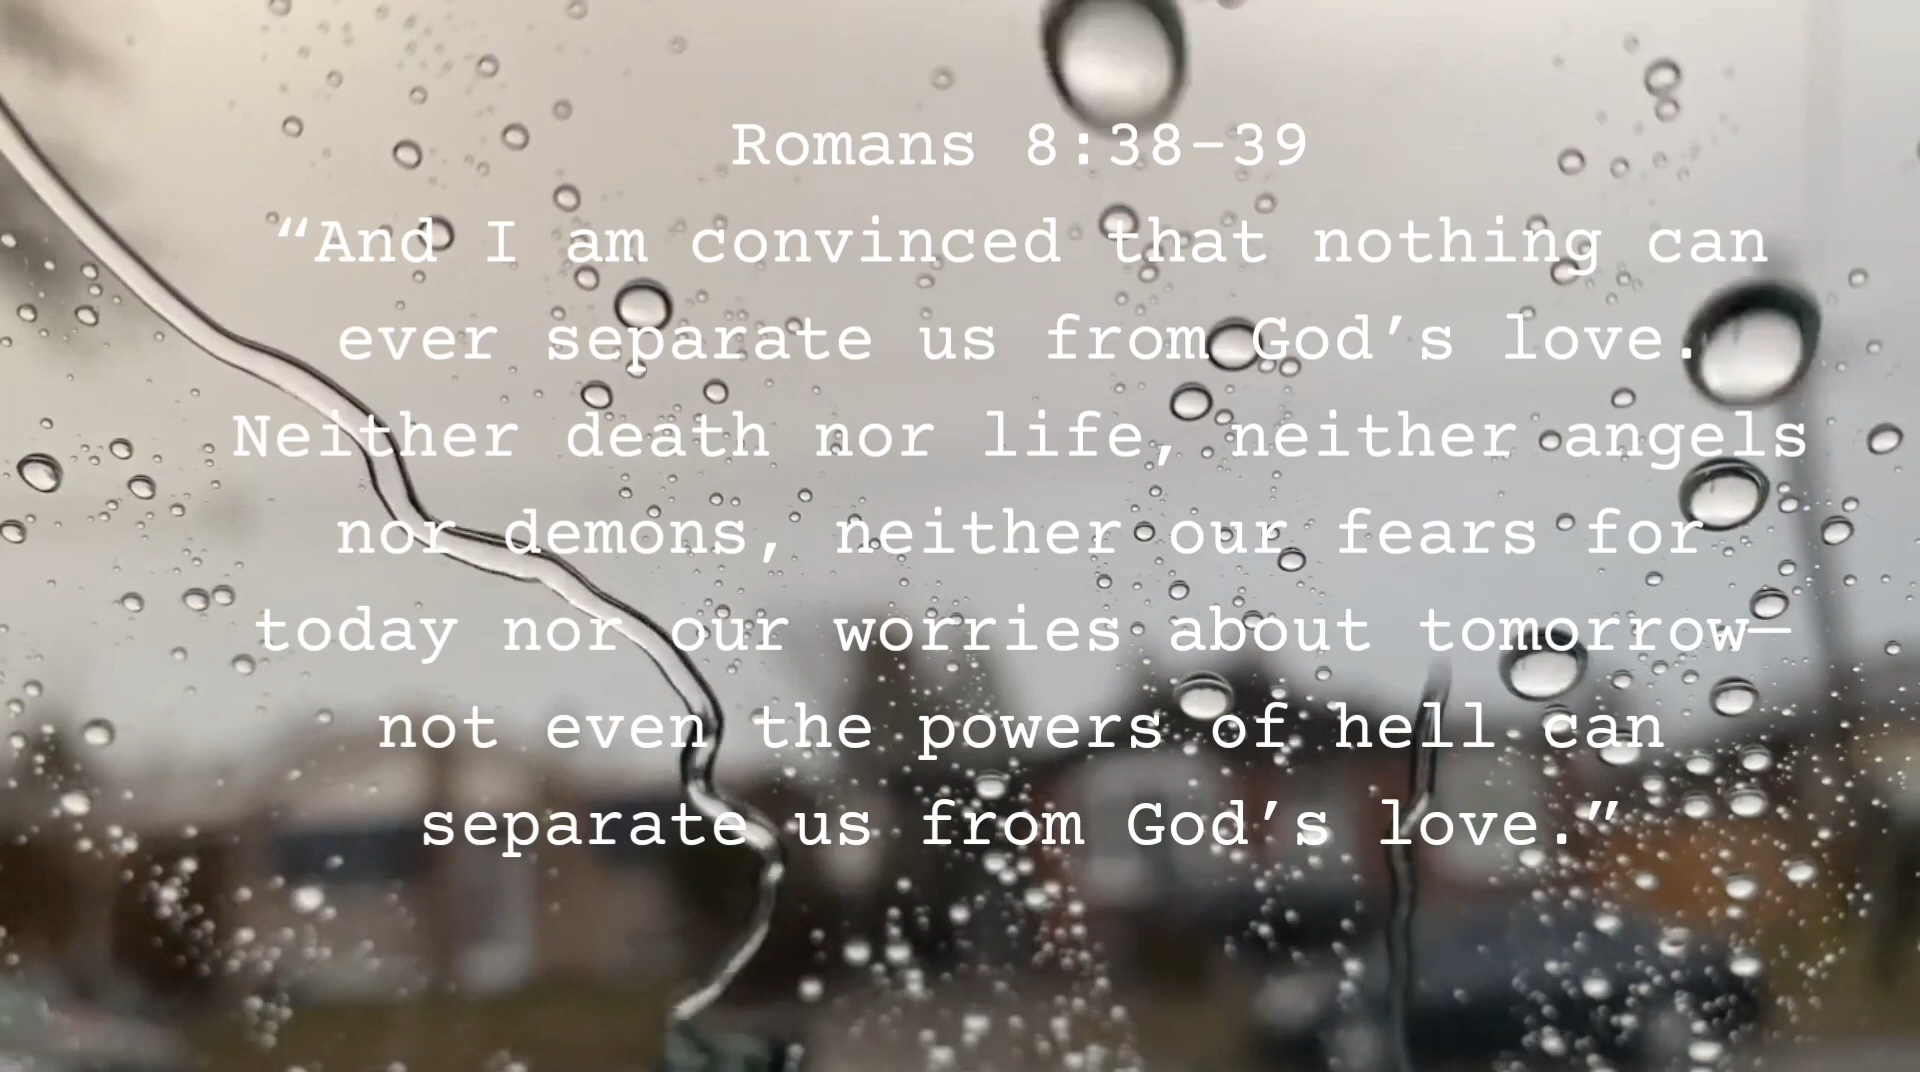 Romans 8:38-39
“And I am convinced that nothing can
ever separate us from God’s love.
Neither death nor life, neither angels
nor demons, neither our fears for
today nor our worries about tomorrow—
not even the powers of hell can
separate us from God’s love.”